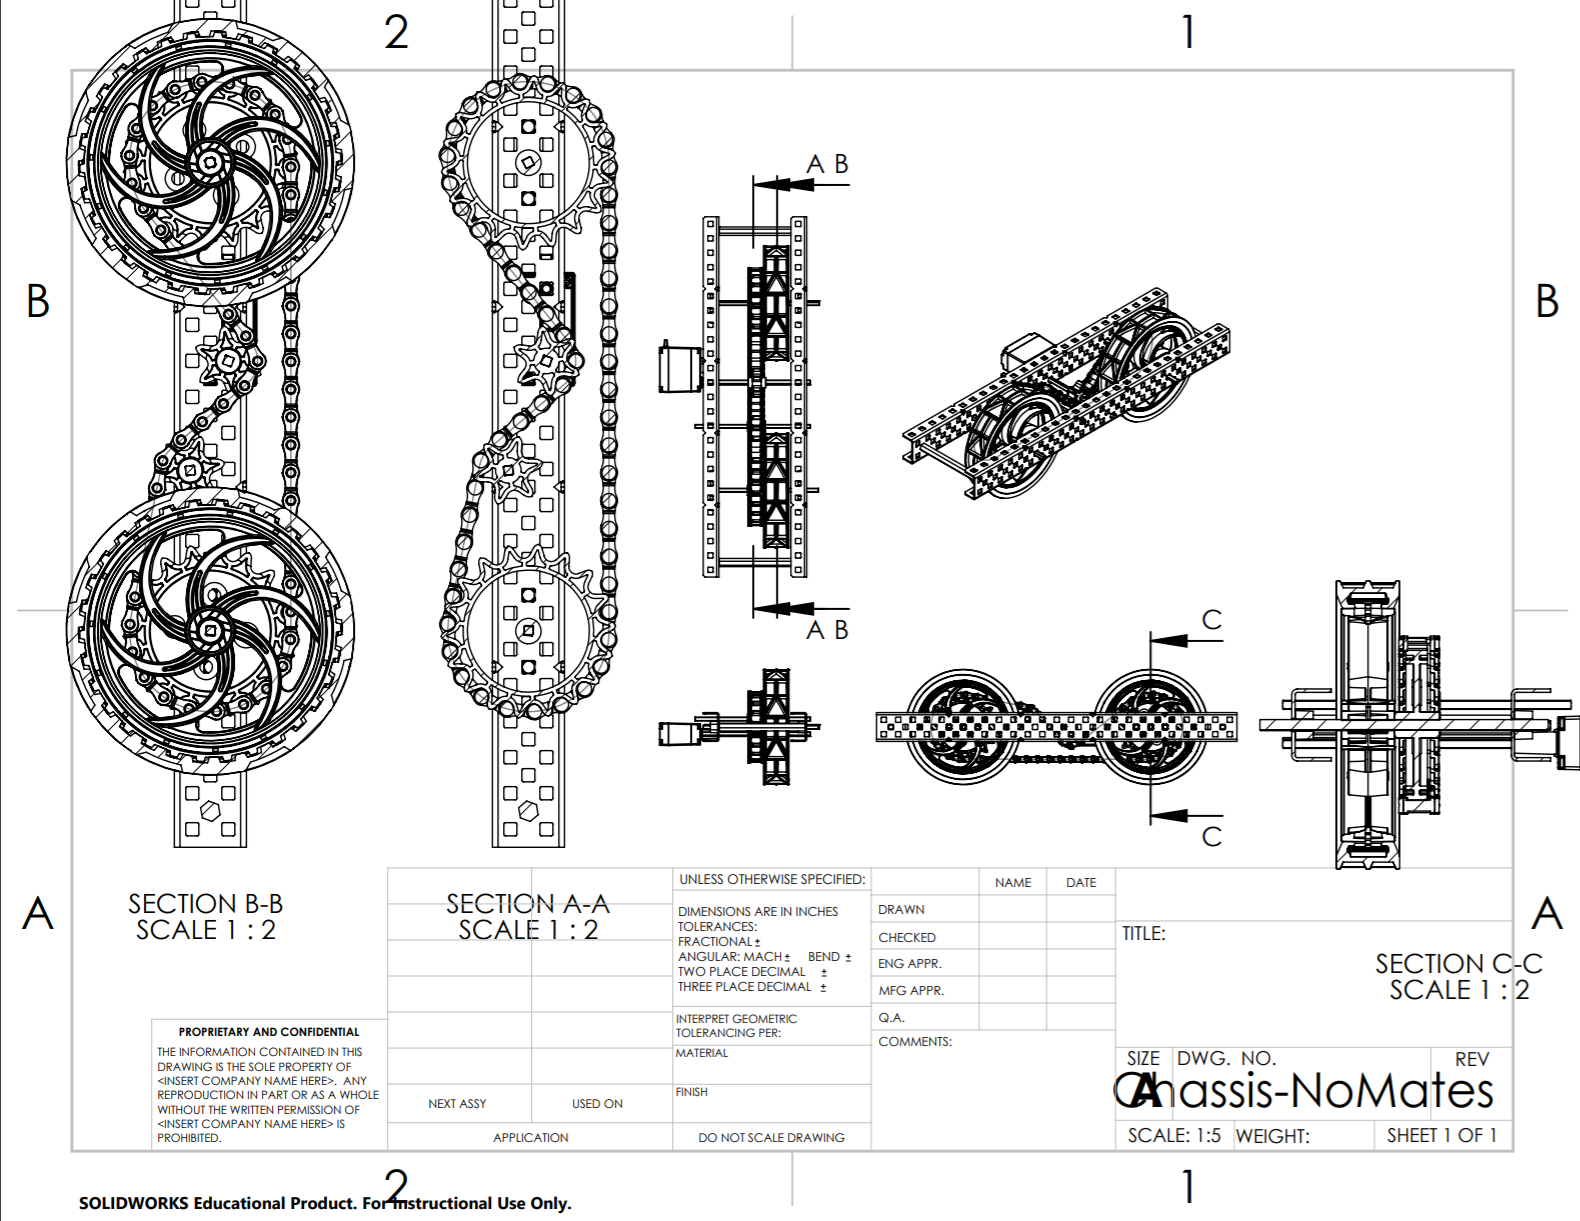 2
1
A B
B
B
A B
C
C
A
A
SECTION B-B
SCALE 1 : 2
SECTION A-A
SCALE 1 : 2
SECTION C-C
SCALE 1 : 2
UNLESS OTHERWISE SPECIFIED:
DIMENSIONS ARE IN INCHES
TOLERANCES:
FRACTIONAL ±
ANGULAR: MACH ± BEND ±
TWO PLACE DECIMAL ±
THREE PLACE DECIMAL ±
INTERPRET GEOMETRIC
TOLERANCING PER:
MATERIAL
FINISH
DO NOT SCALE DRAWING
NAME DATE
DRAWN
CHECKED
ENG APPR.
MFG APPR.
Q.A.
COMMENTS:
TITLE:
SIZE DWG. NO. REV
A
Chassis-NoMates
SCALE: 1:5 WEIGHT: SHEET 1 OF 1
PROPRIETARY AND CONFIDENTIAL
THE INFORMATION CONTAINED IN THIS
DRAWING IS THE SOLE PROPERTY OF
<INSERT COMPANY NAME HERE>. ANY
REPRODUCTION IN PART OR AS A WHOLE
WITHOUT THE WRITTEN PERMISSION OF
<INSERT COMPANY NAME HERE> IS
PROHIBITED.
NEXT ASSY USED ON
APPLICATION
2
1
SOLIDWORKS Educational Product. For Instructional Use Only.